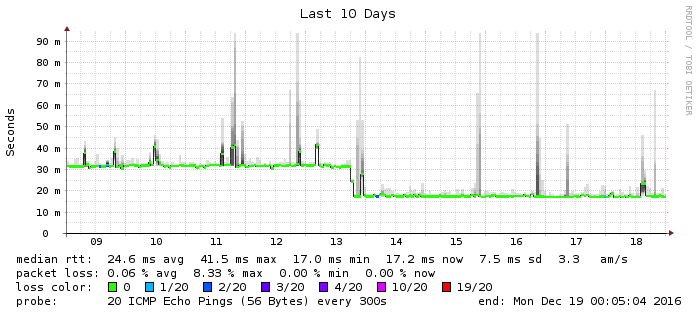 Last 10 Days
RRDTOOL / TOBI OETIKER
Seconds
90 m
80 m
70 m
60 m
50 m
40 m
30 m
20 m
10 m
0
09 10 11 12 13 14 15 16 17 18
median rtt: 24.6 ms avg 41.5 ms max 17.0 ms min 17.2 ms now 7.5 ms sd 3.3 am/s
packet loss: 0.06 % avg 8.33 % max 0.00 % min 0.00 % now
loss color: 0 1/20 2/20 3/20 4/20 10/20 19/20
probe: 20 ICMP Echo Pings (56 Bytes) every 300s end: Mon Dec 19 00:05:04 2016